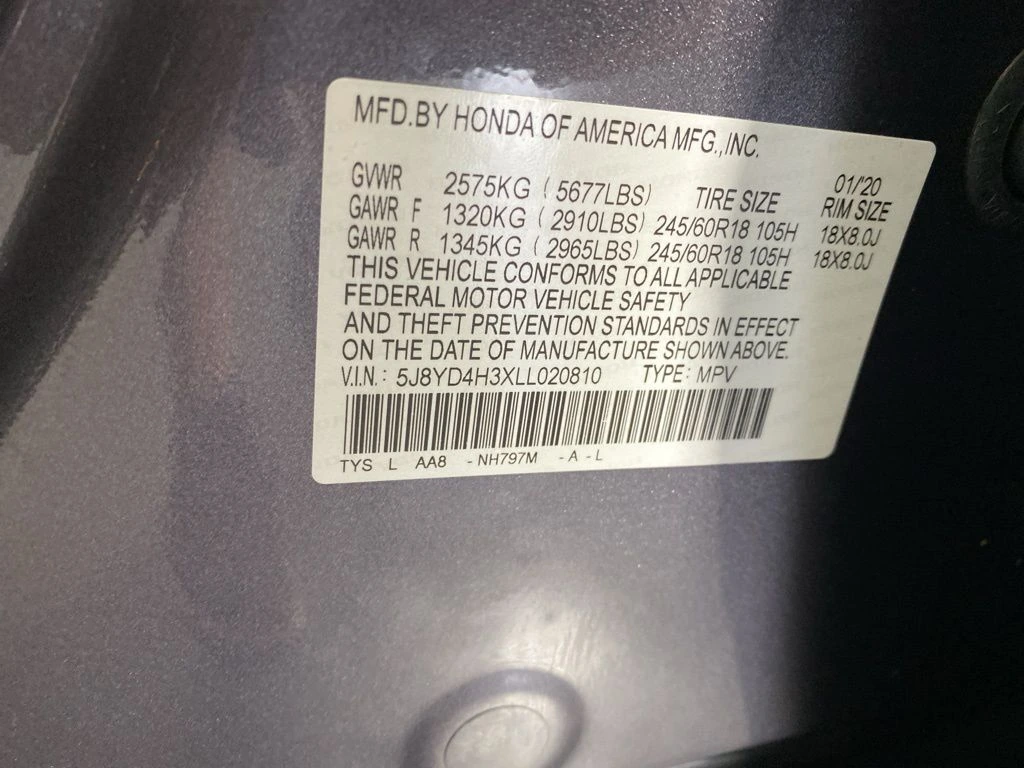 MFD.BY HONDA OF AMERICA MFG.,INC.
01/'20
GVWR 2575KG ( 5677LBS) TIRE SIZE RIM SIZE
GAWR F 1320KG ( 2910LBS) 245/60R18 105H 18X8.0J
GAWR R 1345KG ( 2965LBS) 245/60R18 105H 18X8.0J
THIS VEHICLE CONFORMS TO ALL APPLICABLE
FEDERAL MOTOR VEHICLE SAFETY
AND THEFT PREVENTION STANDARDS IN EFFECT
ON THE DATE OF MANUFACTURE SHOWN ABOVE.
V.I.N.: 5J8YD4H3XLL020810 TYPE: MPV
TYS L AA8 -NH797M -A-L